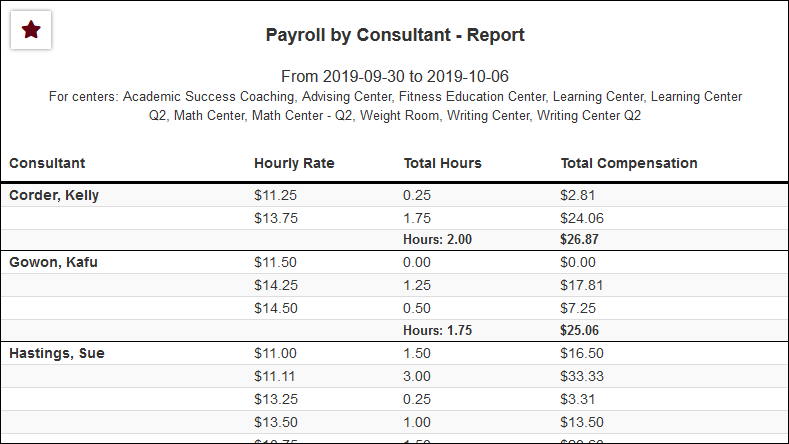 Payroll by Consultant - Report
From 2019-09-30 to 2019-10-06
For centers: Academic Success Coaching, Advising Center, Fitness Education Center, Learning Center, Learning Center
Q2, Math Center, Math Center - Q2, Weight Room, Writing Center, Writing Center Q2
Consultant Hourly Rate Total Hours Total Compensation
Corder, Kelly $11.25 0.25 $2.81
$13.75 1.75 $24.06
Hours: 2.00 $26.87
Gowon, Kafu $11.50 0.00 $0.00
$14.25 1.25 $17.81
$14.50 0.50 $7.25
Hours: 1.75 $25.06
Hastings, Sue $11.00 1.50 $16.50
$11.11 3.00 $33.33
$13.25 0.25 $3.31
$13.50 1.00 $13.50